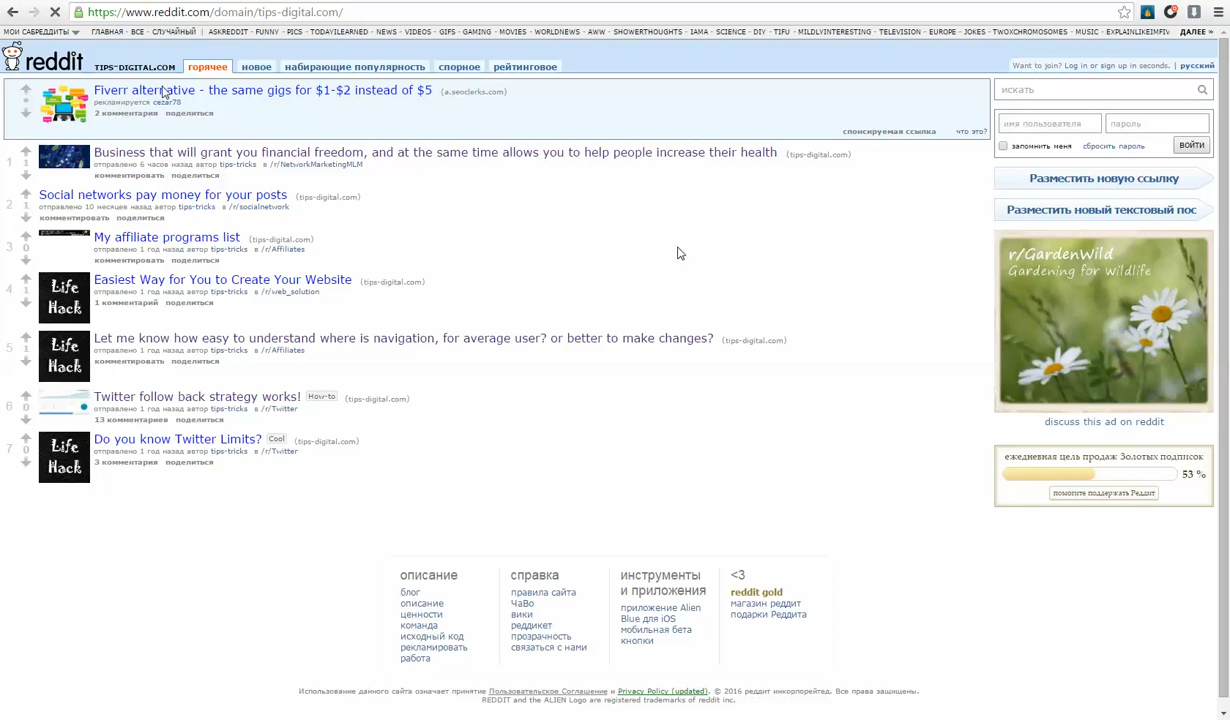 https://www.reddit.com/domain/tips-digital.com/
МОИ САБРЕДДИТЫ ГЛАВНАЯ - ВСЕ - СЛУЧАЙНЫЙ | ASKREDDIT - FUNNY - PICS - TODAYILEARNED - NEWS - VIDEOS - GIFS - GAMING - MOVIES - WORLDNEWS - AWW - SHOWERTHOUGHTS - IAMA - SCIENCE - DIY - TIFU - MILDLYINTERESTING - TELEVISION - EUROPE - JOKES - TWOXCHROMOSOMES - MUSIC - EXPLAINLIKEIMFIV ДАЛЕЕ »
reddit TIPS-DIGITAL.COM горячее новое набирающие популярность спорное рейтинговое
Want to join? Log in or sign up in seconds. | русский
Fiverr alternative - the same gigs for $1-$2 instead of $5 (a.seoclerks.com)
рекламируется cezar78
2 комментария поделиться
спонсируемая ссылка что это?
1 Business that will grant you financial freedom, and at the same time allows you to help people increase their health (tips-digital.com)
1 отправлено 6 часов назад автор tips-tricks в /r/NetworkMarketingMLM
комментировать поделиться
2 Social networks pay money for your posts (tips-digital.com)
1 отправлено 10 месяцев назад автор tips-tricks в /r/socialnetwork
комментировать поделиться
3 My affiliate programs list (tips-digital.com)
0 отправлено 1 год назад автор tips-tricks в /r/Affiliates
комментировать поделиться
Life Hack
4 Easiest Way for You to Create Your Website (tips-digital.com)
1 отправлено 1 год назад автор tips-tricks в /r/web_solution
1 комментарий поделиться
Life Hack
5 Let me know how easy to understand where is navigation, for average user? or better to make changes? (tips-digital.com)
1 отправлено 1 год назад автор tips-tricks в /r/Affiliates
комментировать поделиться
6 Twitter follow back strategy works! How-to (tips-digital.com)
0 отправлено 1 год назад автор tips-tricks в /r/Twitter
13 комментариев поделиться
Life Hack
7 Do you know Twitter Limits? Cool (tips-digital.com)
0 отправлено 1 год назад автор tips-tricks в /r/Twitter
3 комментария поделиться
искать
имя пользователя пароль
запомнить меня сбросить пароль войти
Разместить новую ссылку
Разместить новый текстовый пос
r/GardenWild
Gardening for Wildlife
discuss this ad on reddit
ежедневная цель продаж Золотых подписок
53 %
помогите поддержать Реддит
описание
блог
описание
ценности
команда
исходный код
рекламировать
работа
справка
правила сайта
ЧаВо
вики
реддикет
прозрачность
связаться с нами
инструменты
и приложения
приложение Alien
Blue для iOS
мобильная бета
кнопки
<3
reddit gold
магазин реддит
подарки Реддита
Использование данного сайта означает принятие Пользовательское Соглашение и Privacy Policy (updated). © 2016 реддит инкорпорейтед. Все права защищены.
REDDIT and the ALIEN Logo are registered trademarks of reddit inc.